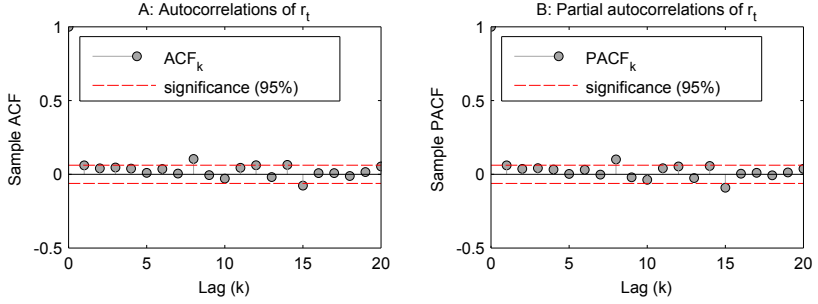 A: Autocorrelations of r_t
1
ACF_k
significance (95%)
0.5
0
-0.5
Sample ACF
0 5 10 15 20
Lag (k)
B: Partial autocorrelations of r_t
1
PACF_k
significance (95%)
0.5
0
-0.5
Sample PACF
0 5 10 15 20
Lag (k)